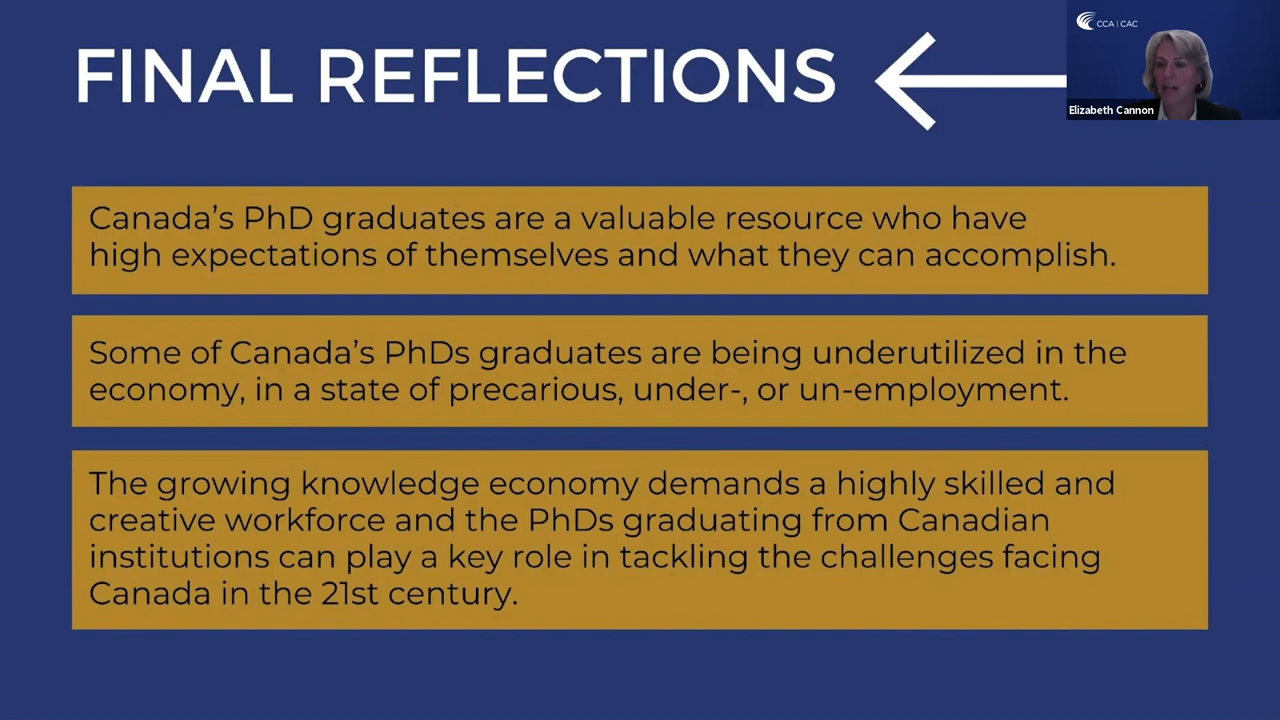 FINAL REFLECTIONS
CCA | CAC
Elizabeth Cannon
Canada's PhD graduates are a valuable resource who have
high expectations of themselves and what they can accomplish.
Some of Canada's PhDs graduates are being underutilized in the
economy, in a state of precarious, under-, or un-employment.
The growing knowledge economy demands a highly skilled and
creative workforce and the PhDs graduating from Canadian
institutions can play a key role in tackling the challenges facing
Canada in the 21st century.